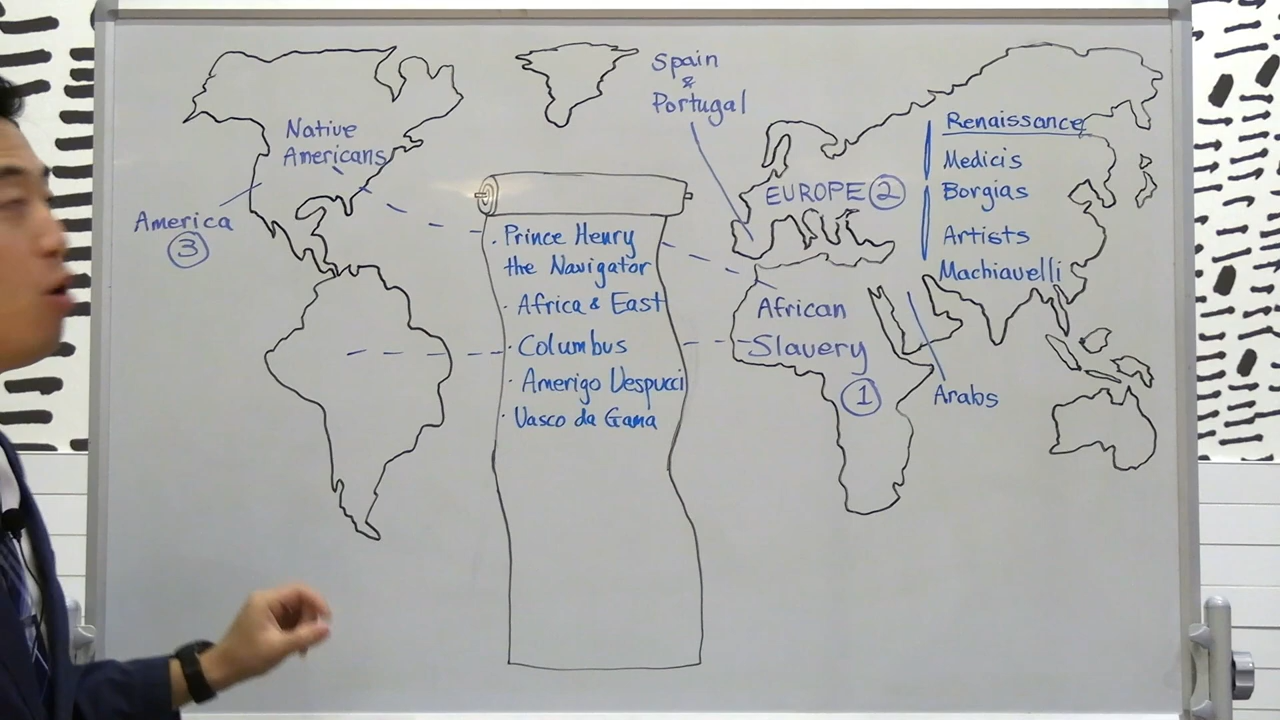 Spain
&
Portugal
Native
Americans
America
③
EUROPE ②
Renaissance
Medicis
Borgias
Artists
Machiavelli
· Prince Henry
the Navigator
· Africa & East
· Columbus
· Amerigo Vespucci
· Vasco da Gama
African
Slavery
①
Arabs